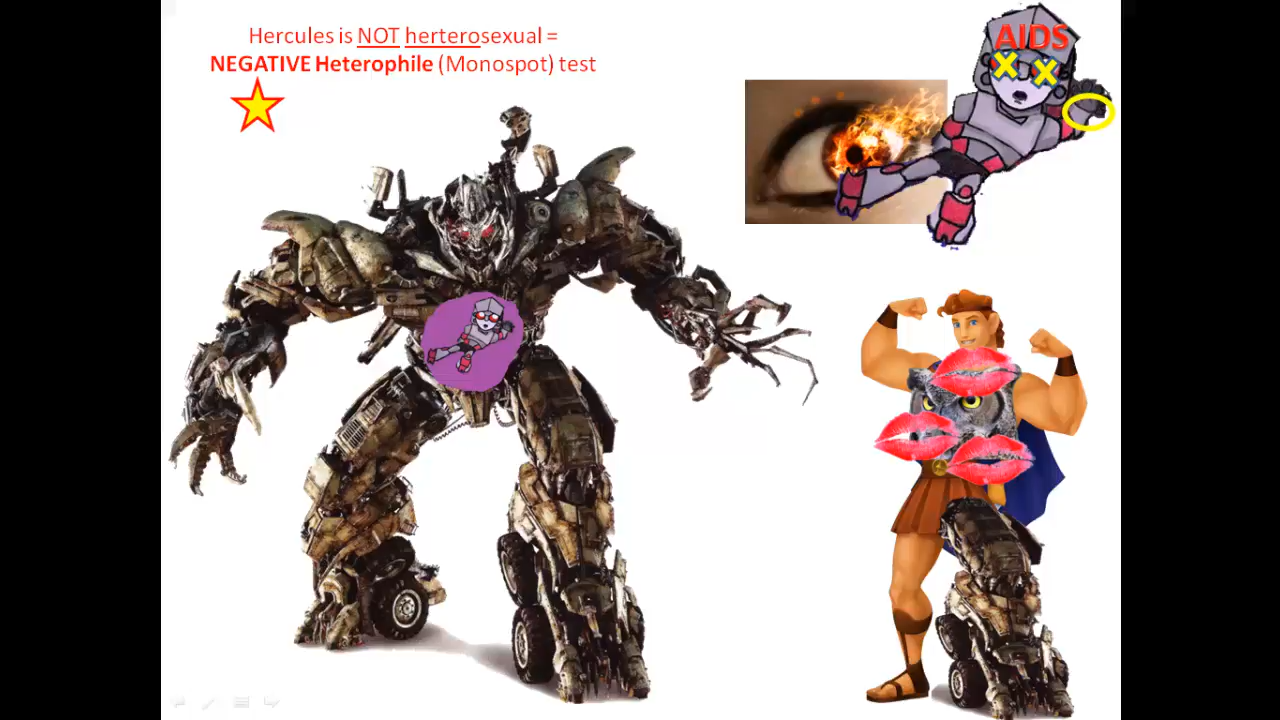 Hercules is NOT herterosexual =
NEGATIVE Heterophile (Monospot) test
AIDS